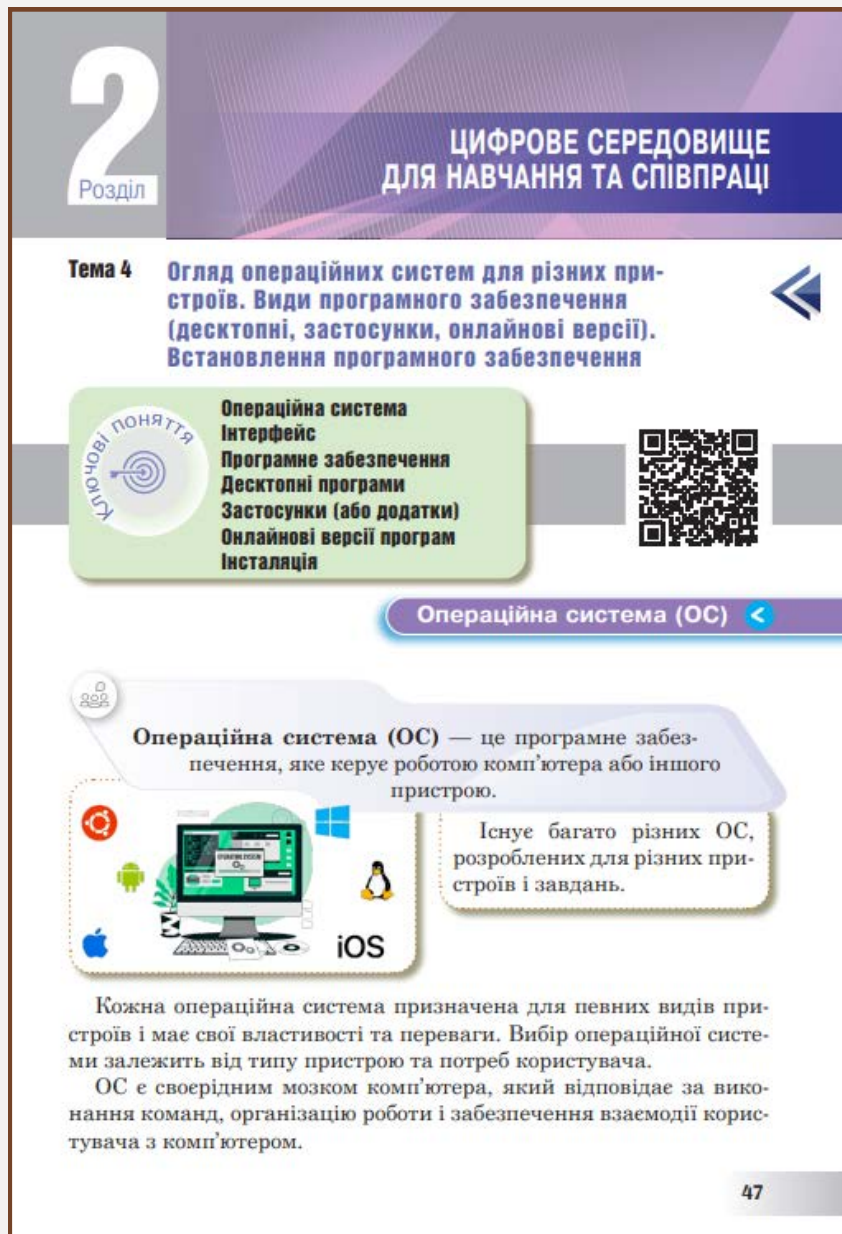 2
Розділ
ЦИФРОВЕ СЕРЕДОВИЩЕ
ДЛЯ НАВЧАННЯ ТА СПІВПРАЦІ
Тема 4
Огляд операційних систем для різних при-
строїв. Види програмного забезпечення
(десктопні, застосунки, онлайнові версії).
Встановлення програмного забезпечення
Ключові поняття
Операційна система
Інтерфейс
Програмне забезпечення
Десктопні програми
Застосунки (або додатки)
Онлайнові версії програм
Інсталяція
Операційна система (ОС)
Операційна система (ОС) — це програмне забез-
печення, яке керує роботою комп'ютера або іншого
пристрою.
OPERATING SYSTEM
iOS
Існує багато різних ОС,
розроблених для різних при-
строїв і завдань.
Кожна операційна система призначена для певних видів при-
строїв і має свої властивості та переваги. Вибір операційної систе-
ми залежить від типу пристрою та потреб користувача.
ОС є своєрідним мозком комп'ютера, який відповідає за вико-
нання команд, організацію роботи і забезпечення взаємодії корис-
тувача з комп'ютером.
47